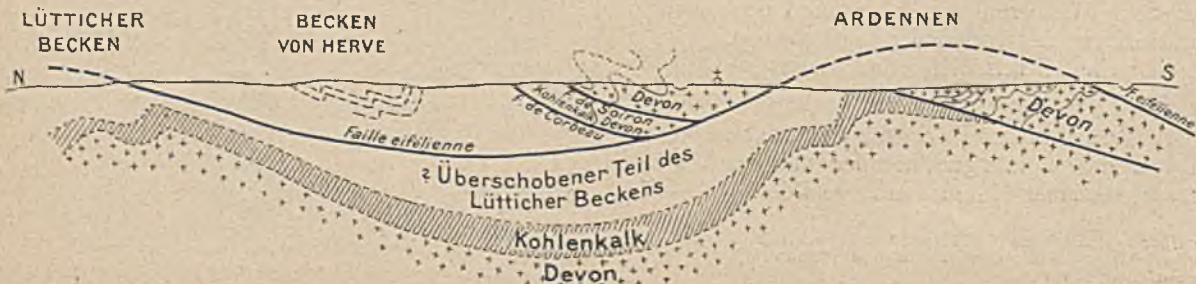 LÜTTICHER
BECKEN
BECKEN
VON HERVE
ARDENNEN
N
S
Devon
F. de Soiron
Kohlenkalk Devon
F. de Corbeau
Faille eifélienne
F. eifelienne
Devon
? Überschobener Teil des
Lütticher Beckens
Kohlenkalk
Devon